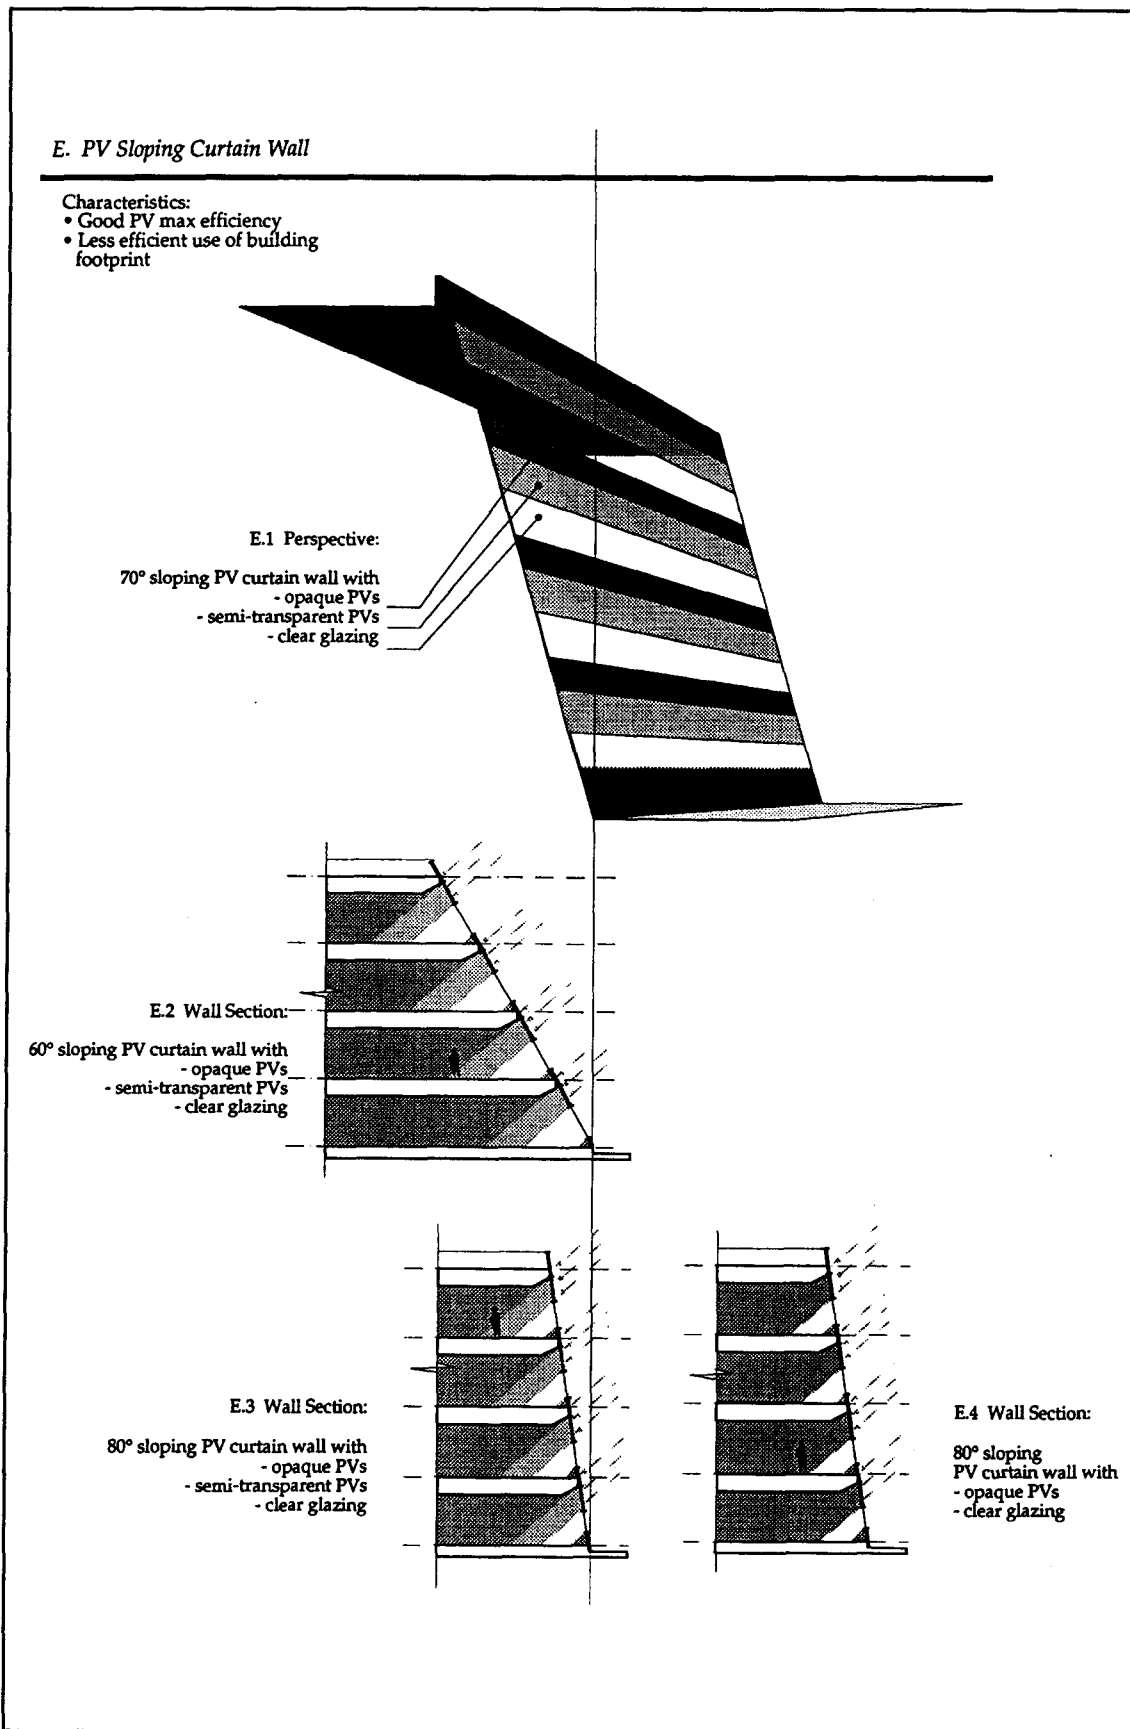 E. PV Sloping Curtain Wall
Characteristics:
• Good PV max efficiency
• Less efficient use of building
footprint
E.1 Perspective:
70° sloping PV curtain wall with
- opaque PVs
- semi-transparent PVs
- clear glazing
E.2 Wall Section:
60° sloping PV curtain wall with
- opaque PVs
- semi-transparent PVs
- clear glazing
E.3 Wall Section:
80° sloping PV curtain wall with
- opaque PVs
- semi-transparent PVs
- clear glazing
E.4 Wall Section:
80° sloping
PV curtain wall with
- opaque PVs
- clear glazing